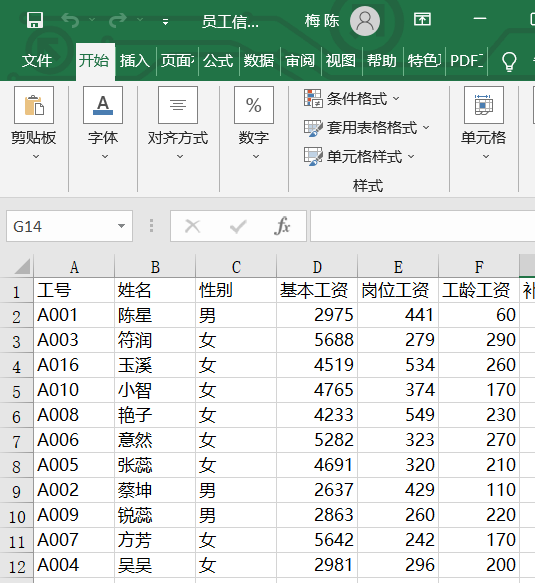 员工信... 梅 陈
文件 开始 插入 页面 公式 数据 审阅 视图 帮助 特色 PDF
剪贴板 字体 对齐方式 % 数字 条件格式 套用表格格式 单元格样式 样式 单元格
G14 fx
A B C D E F
1 工号 姓名 性别 基本工资 岗位工资 工龄工资
2 A001 陈星 男 2975 441 60
3 A003 符润 女 5688 279 290
4 A016 玉溪 女 4519 534 260
5 A010 小智 女 4765 374 170
6 A008 艳子 女 4233 549 230
7 A006 意然 女 5282 323 270
8 A005 张蕊 女 4691 320 210
9 A002 蔡坤 男 2637 429 110
10 A009 锐蕊 男 2863 260 220
11 A007 方芳 女 5642 242 170
12 A004 吴昊 女 2981 296 200